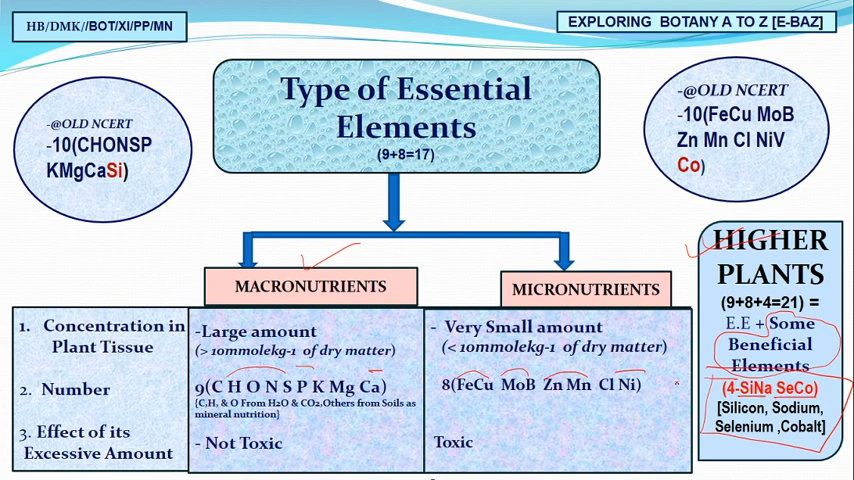 HB/DMK//BOT/XI/PP/MN
EXPLORING BOTANY A TO Z [E-BAZ]
-@OLD NCERT
-10(CHONSP
KMgCaSi)
Type of Essential
Elements
(9+8=17)
-@OLD NCERT
-10(FeCu MoB
Zn Mn Cl NiV
Co)
MACRONUTRIENTS
MICRONUTRIENTS
1. Concentration in
Plant Tissue
2. Number
3. Effect of its
Excessive Amount
-Large amount
(>10mmolekg-1 of dry matter)
9(C H O N S P K Mg Ca)
{C,H, & O From H2O & CO2,Others from Soils as
mineral nutrition}
- Not Toxic
- Very Small amount
(< 10mmolekg-1 of dry matter)
8(FeCu MoB Zn Mn Cl Ni)
Toxic
HIGHER
PLANTS
(9+8+4=21) =
E.E + Some
Beneficial
Elements
(4-SiNa SeCo)
[Silicon, Sodium,
Selenium ,Cobalt]